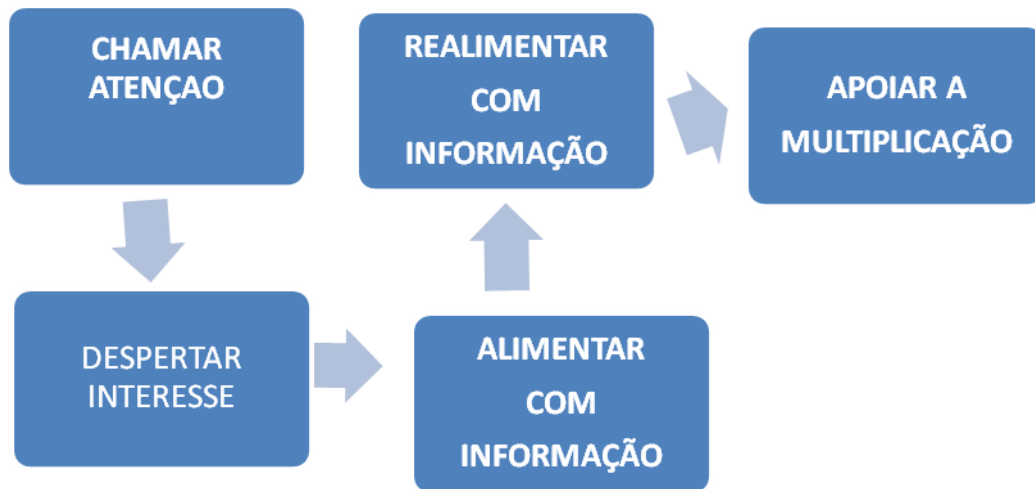 CHAMAR
ATENÇAO
DESPERTAR
INTERESSE
ALIMENTAR
COM
INFORMAÇÃO
REALIMENTAR
COM
INFORMAÇÃO
APOIAR A
MULTIPLICAÇÃO